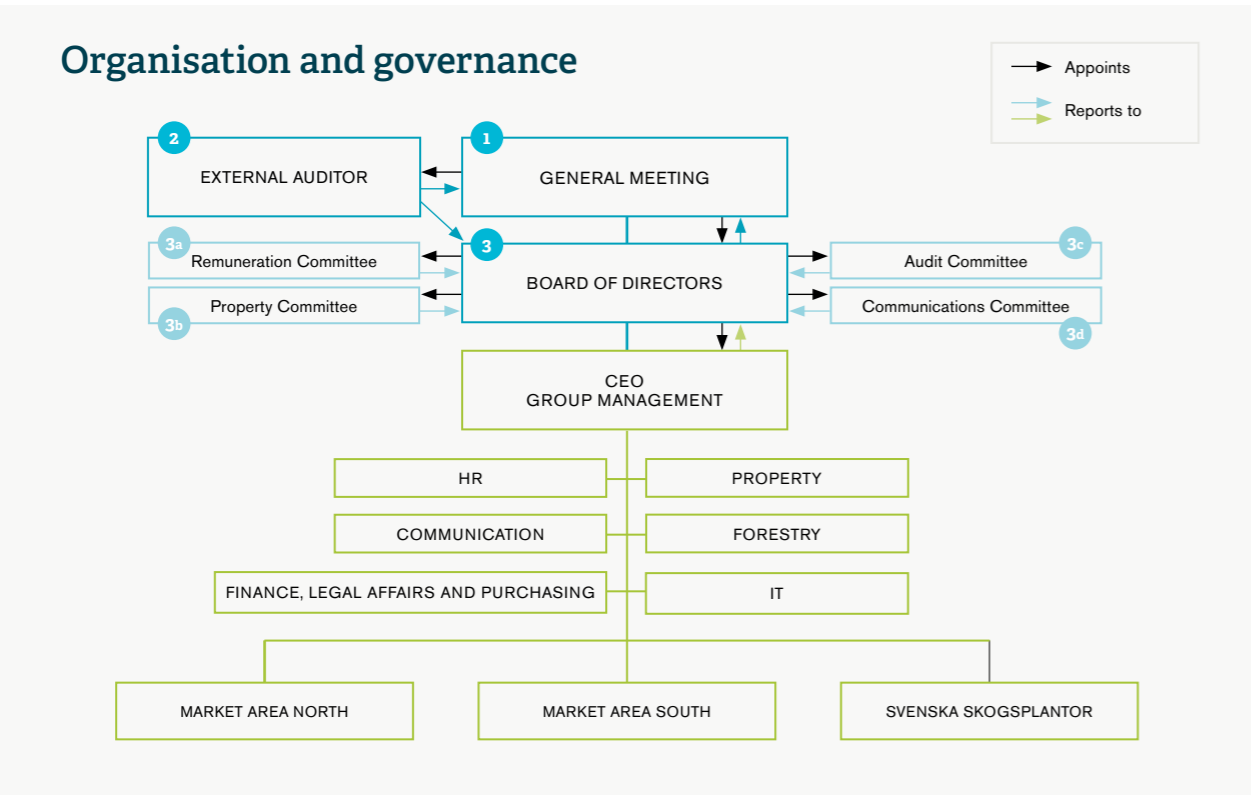 Organisation and governance
Appoints
Reports to
2
1
EXTERNAL AUDITOR
GENERAL MEETING
3a
3
3c
Remuneration Committee
Audit Committee
BOARD OF DIRECTORS
Property Committee
Communications Committee
3b
3d
CEO
GROUP MANAGEMENT
HR
PROPERTY
COMMUNICATION
FORESTRY
FINANCE, LEGAL AFFAIRS AND PURCHASING
IT
MARKET AREA NORTH
MARKET AREA SOUTH
SVENSKA SKOGSPLANTOR